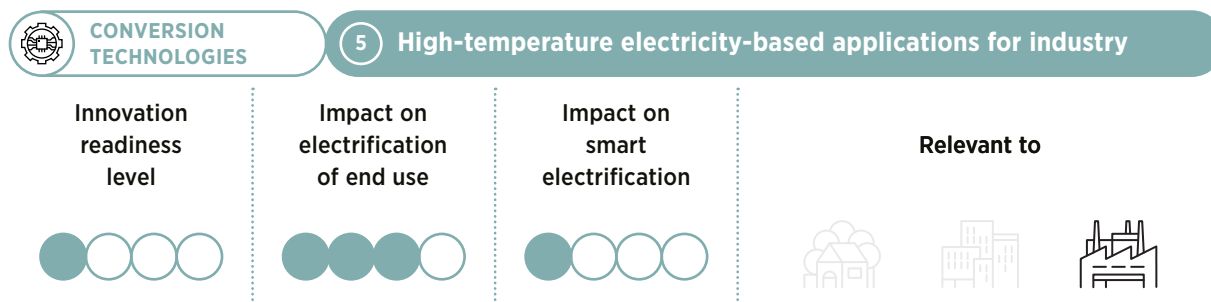 CONVERSION
TECHNOLOGIES
5 High-temperature electricity-based applications for industry
Innovation
readiness
level
Impact on
electrification
of end use
Impact on
smart
electrification
Relevant to